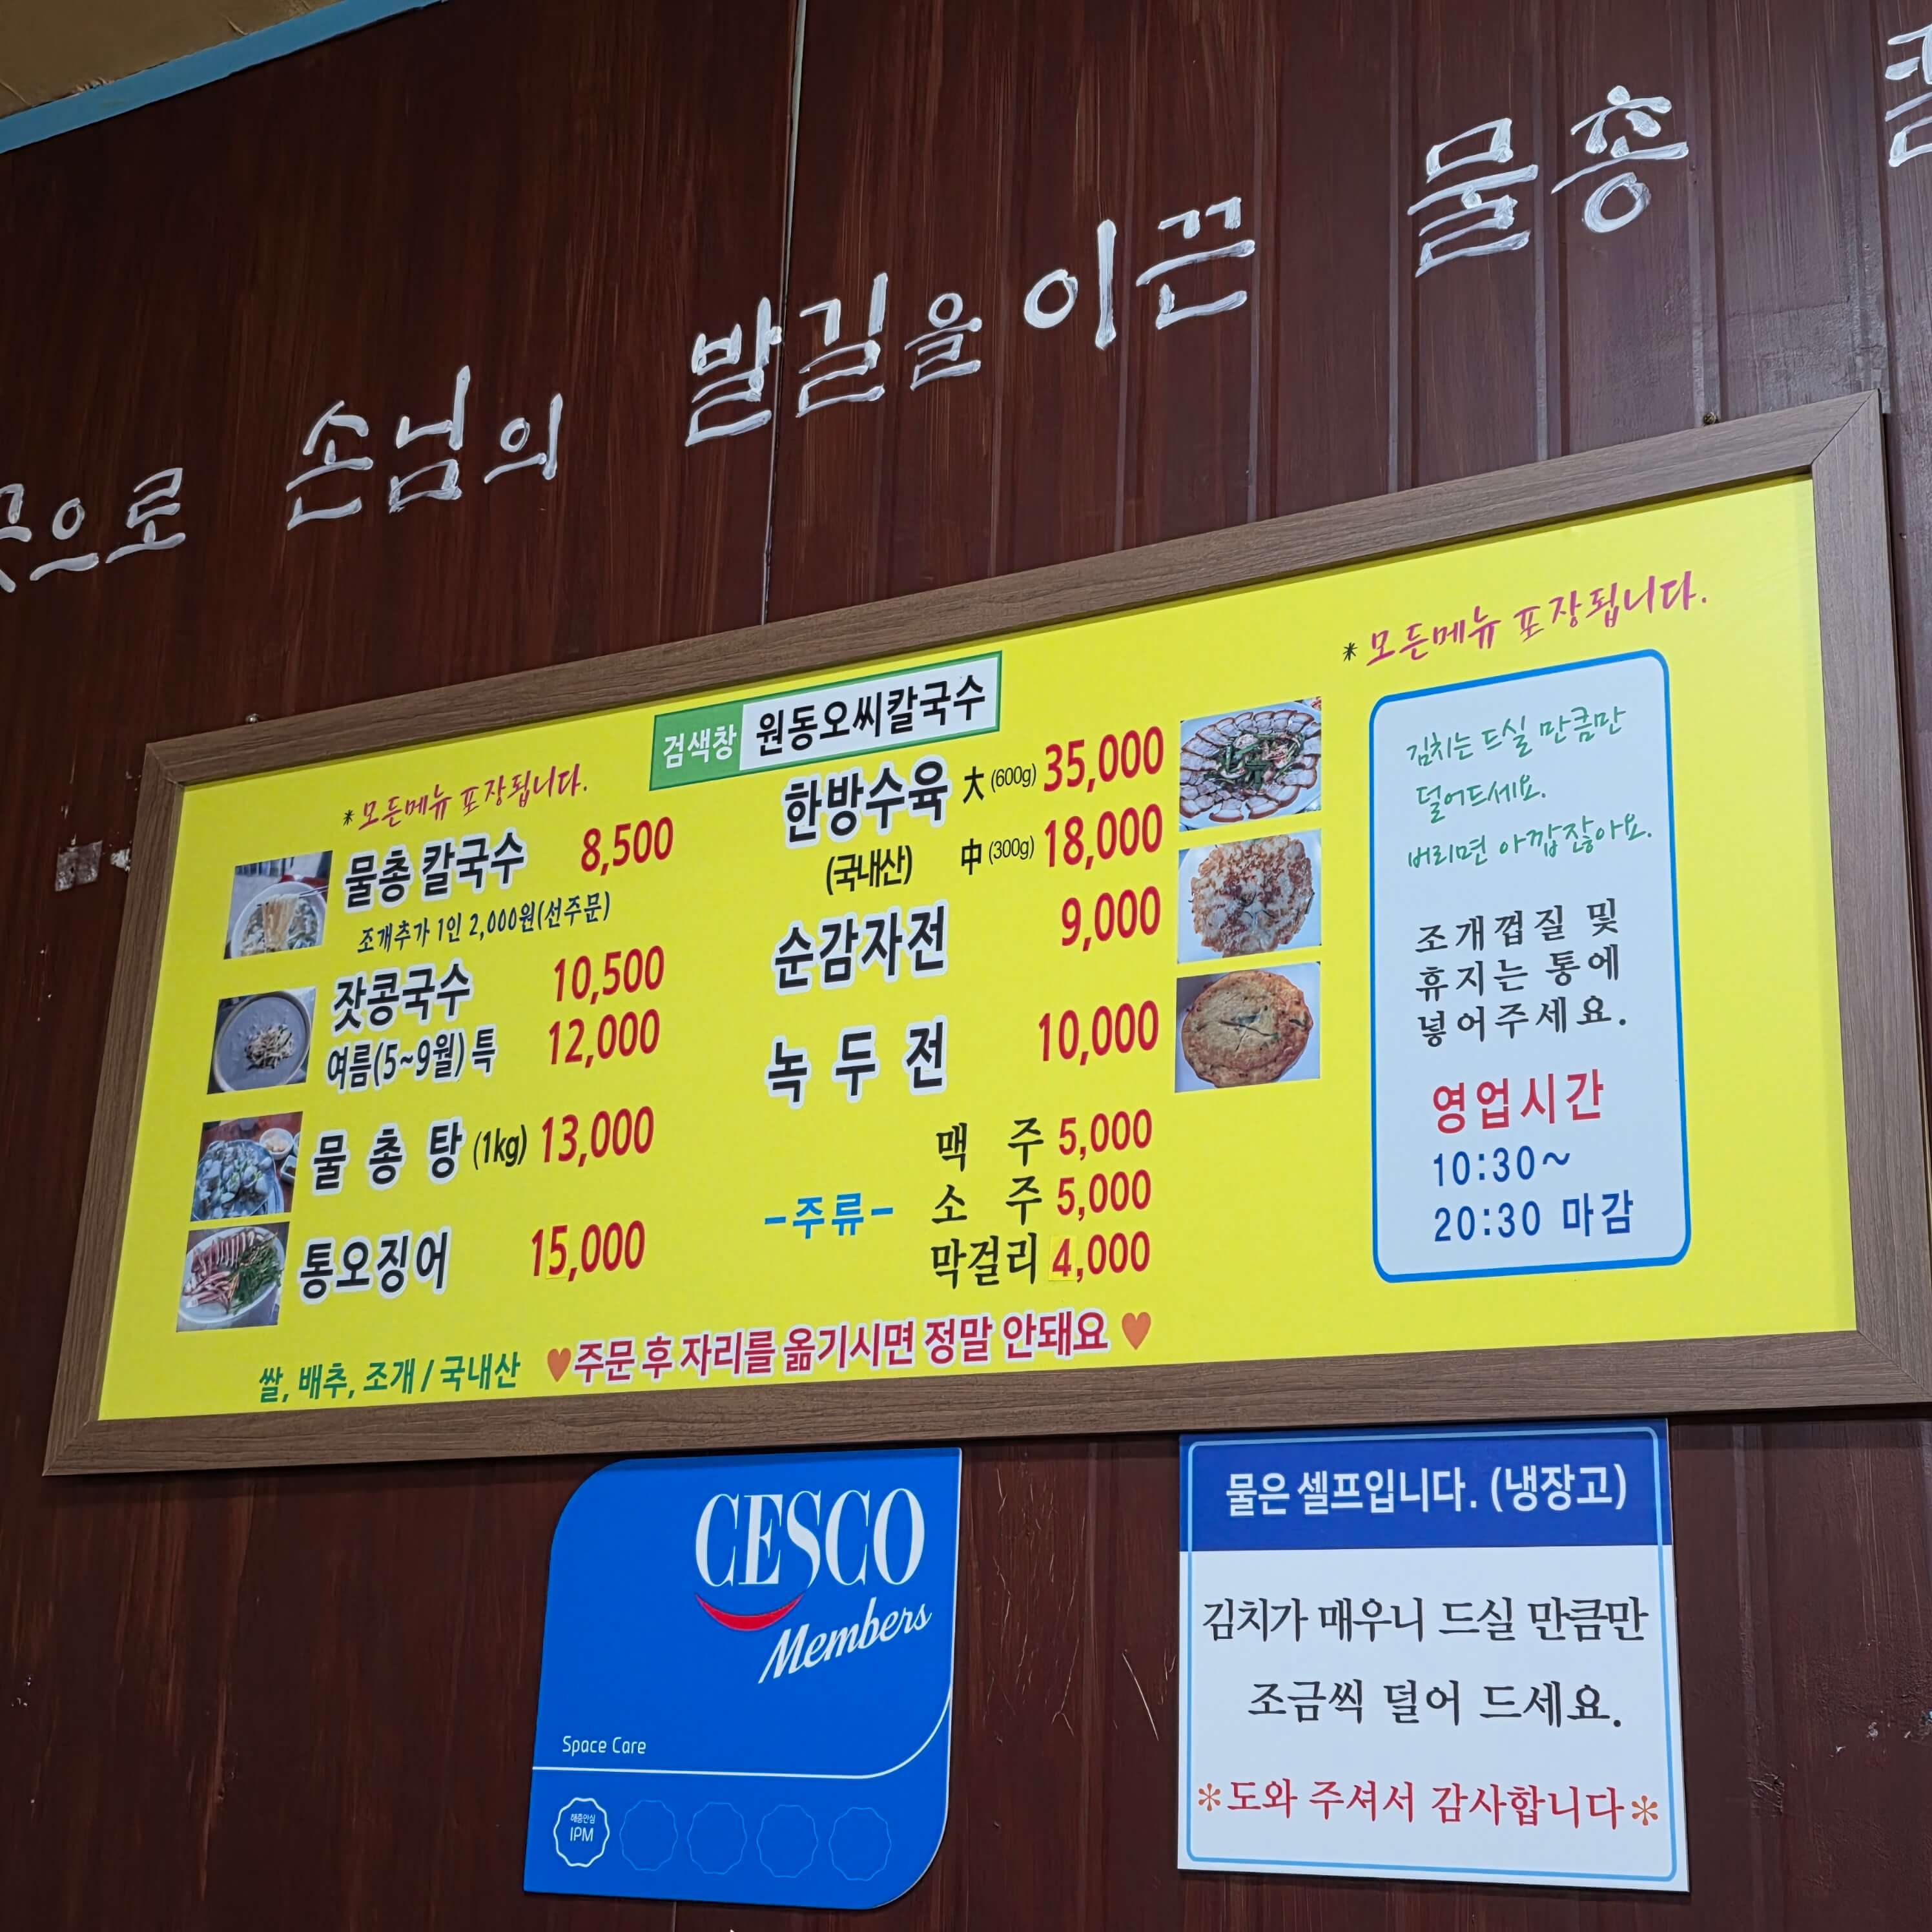 으로 손님의 발길을 이끈 물총
검색창 원동오씨칼국수
*모든메뉴 포장됩니다.
물총 칼국수 8,500
조개추가 1인 2,000원(선주문)
잣콩국수 10,500
여름(5~9월)특 12,000
물총탕 (1kg) 13,000
통오징어 15,000
쌀, 배추, 조개 / 국내산
한방수육 大 (600g) 35,000
(국내산) 中 (300g) 18,000
순감자전 9,000
녹두전 10,000
-주류-
맥주 5,000
소주 5,000
막걸리 4,000
♥주문 후 자리를 옮기시면 정말 안돼요♥
*모든메뉴 포장됩니다.
김치는 드실 만큼만
덜어드세요.
버리면 아깝잖아요.
조개껍질 및
휴지는 통에
넣어주세요.
영업시간
10:30~
20:30 마감
CESCO
Members
Space Care
해충안심
IPM
물은 셀프입니다. (냉장고)
김치가 매우니 드실 만큼만
조금씩 덜어 드세요.
*도와 주셔서 감사합니다*